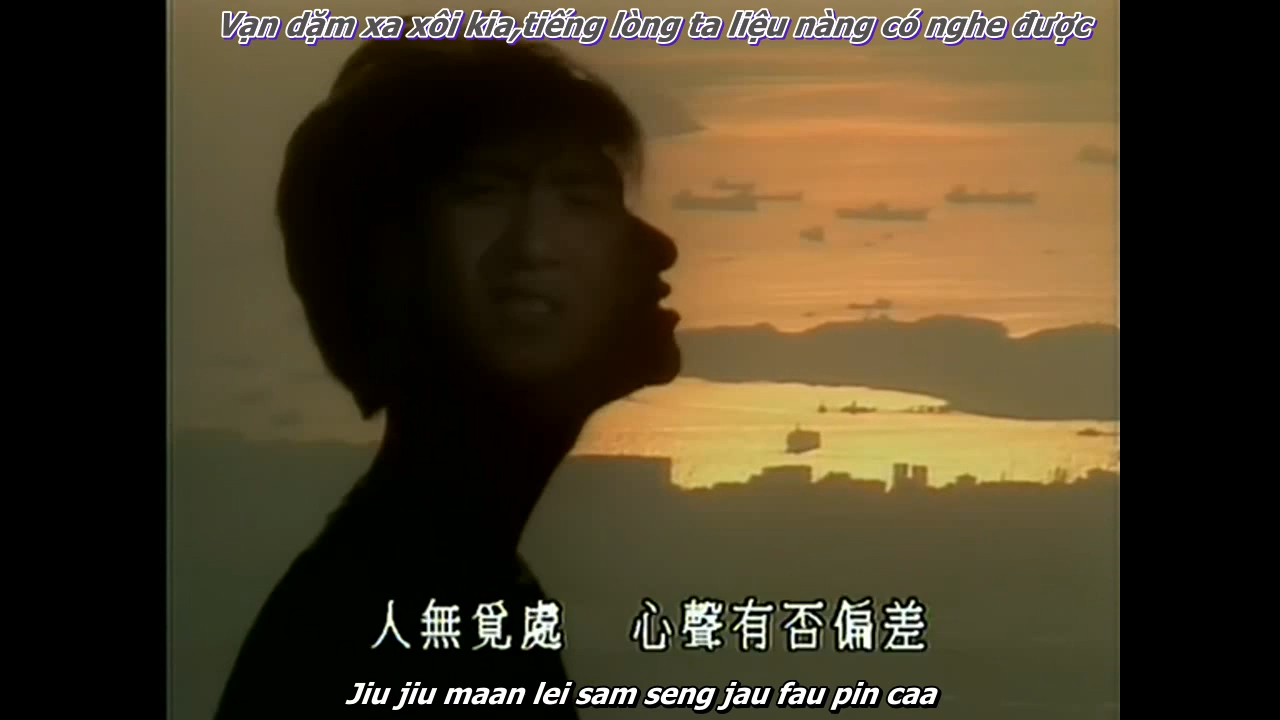 Vạn dặm xa xôi kia,tiếng lòng ta liệu nàng có nghe được
人無覓處 心聲有否偏差
Jiu jiu maan lei sam seng jau fau pin caa